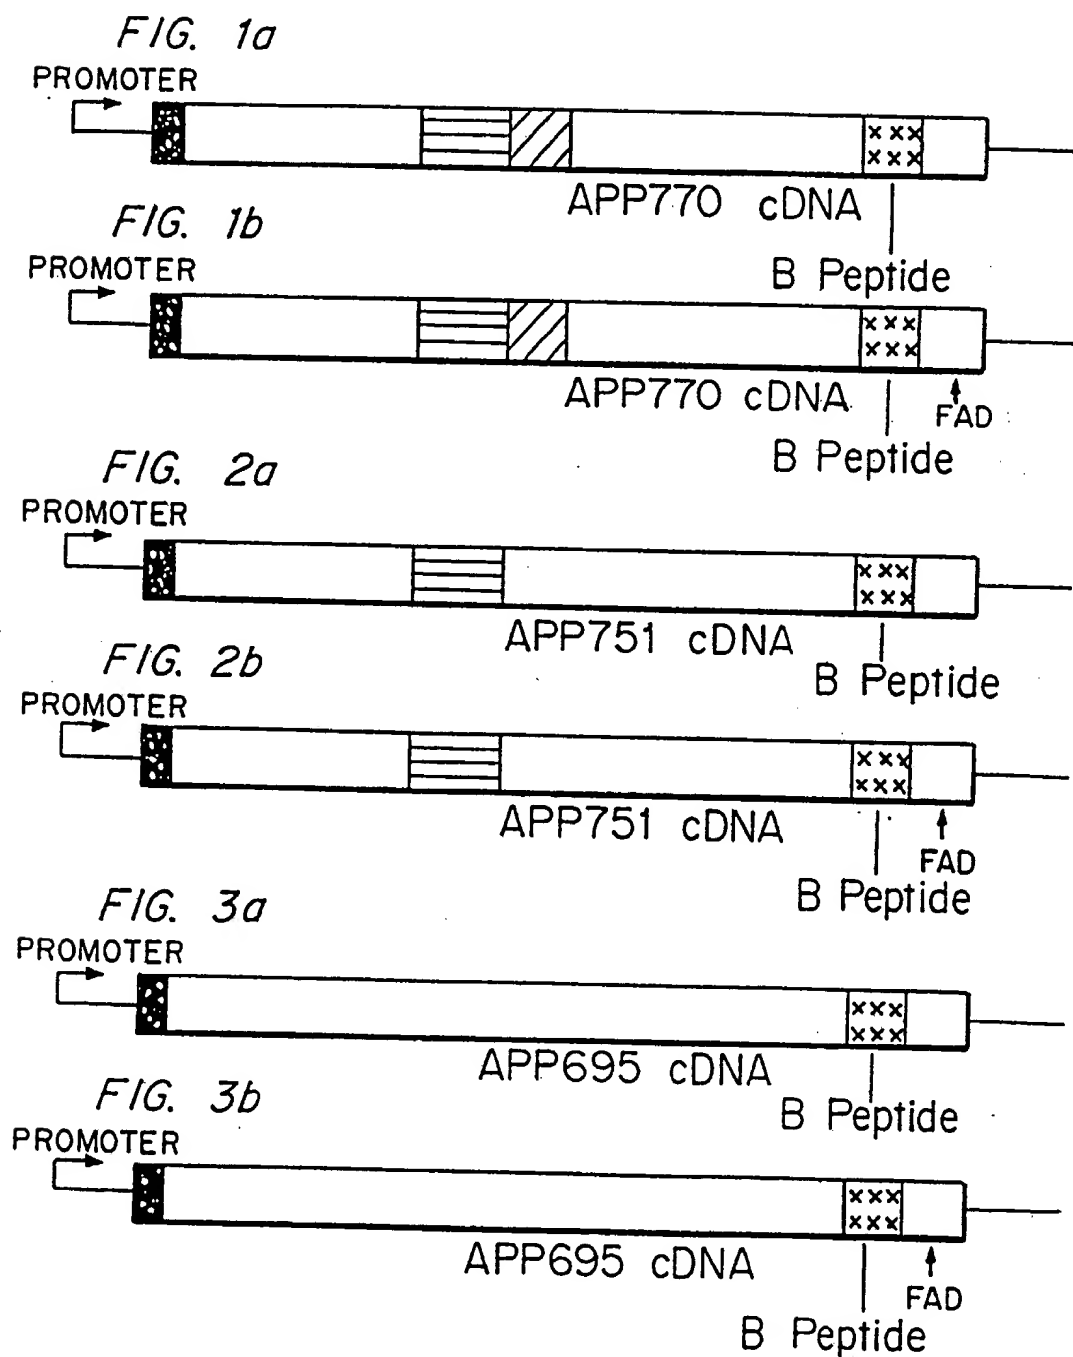 FIG. 1a
PROMOTER
APP770 cDNA
B Peptide
FIG. 1b
PROMOTER
APP770 cDNA
FAD
B Peptide
FIG. 2a
PROMOTER
APP751 cDNA
B Peptide
FIG. 2b
PROMOTER
APP751 cDNA
FAD
B Peptide
FIG. 3a
PROMOTER
APP695 cDNA
B Peptide
FIG. 3b
PROMOTER
APP695 cDNA
FAD
B Peptide